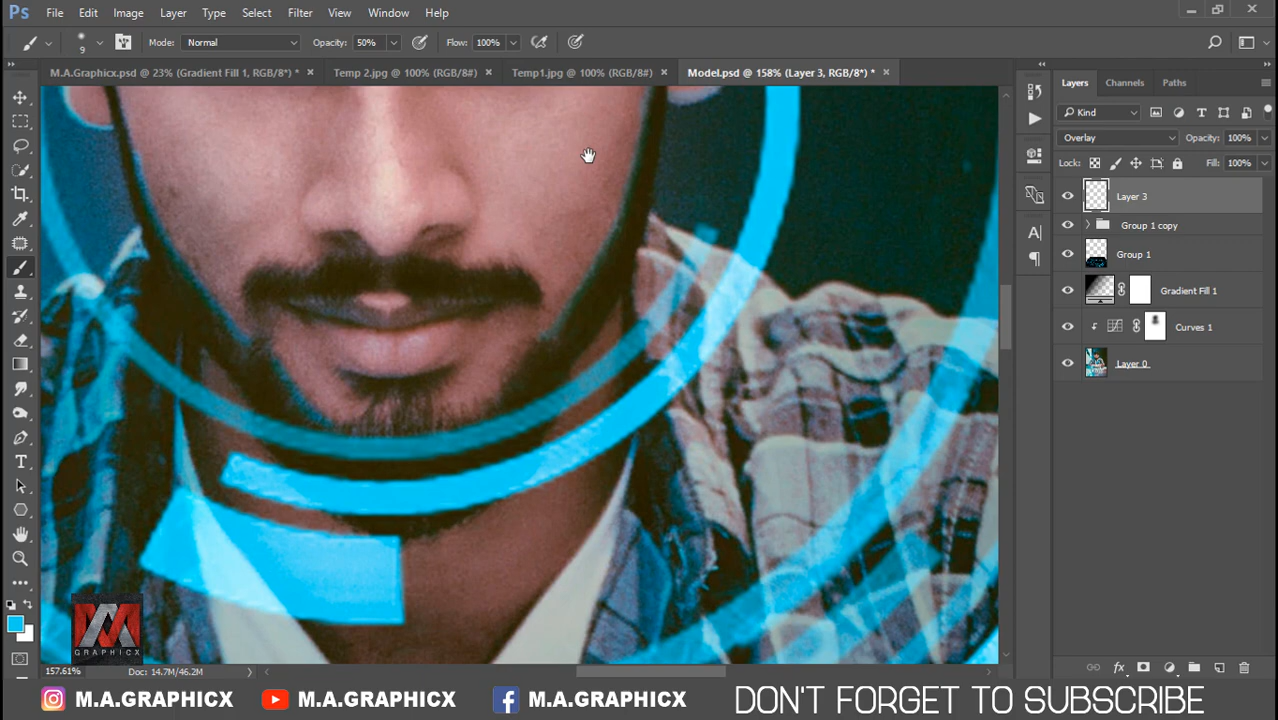 Ps File Edit Image Layer Type Select Filter 3D View Window Help
9 Mode: Normal Opacity: 50% Flow: 100%
M.A.Graphicx.psd @ 23% (Gradient Fill 1, RGB/8*) * × Temp 2.jpg @ 100% (RGB/8#) × Temp1.jpg @ 100% (RGB/8#) × Model.psd @ 158% (Layer 3, RGB/8*) * ×
Layers Channels Paths
Kind
Overlay Opacity: 100%
Lock: Fill: 100%
Layer 3
Group 1 copy
Group 1
Gradient Fill 1
Curves 1
Layer 0
MA
GRAPHICX
157.61% Doc: 14.7M/46.2M
M.A.GRAPHICX M.A.GRAPHICX M.A.GRAPHICX DON'T FORGET TO SUBSCRIBE